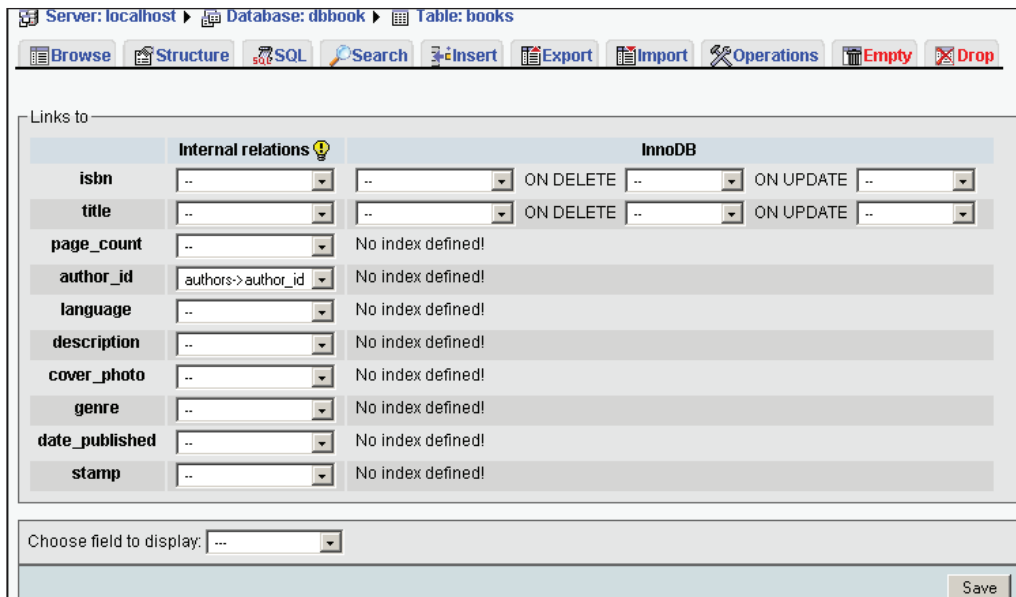 Server: localhost ▸ Database: dbbook ▸ Table: books
Browse Structure SQL Search Insert Export Import Operations Empty Drop
Links to
Internal relations InnoDB
isbn -- -- ON DELETE -- ON UPDATE --
title -- -- ON DELETE -- ON UPDATE --
page_count -- No index defined!
author_id authors->author_id No index defined!
language -- No index defined!
description -- No index defined!
cover_photo -- No index defined!
genre -- No index defined!
date_published -- No index defined!
stamp -- No index defined!
Choose field to display: ---
Save